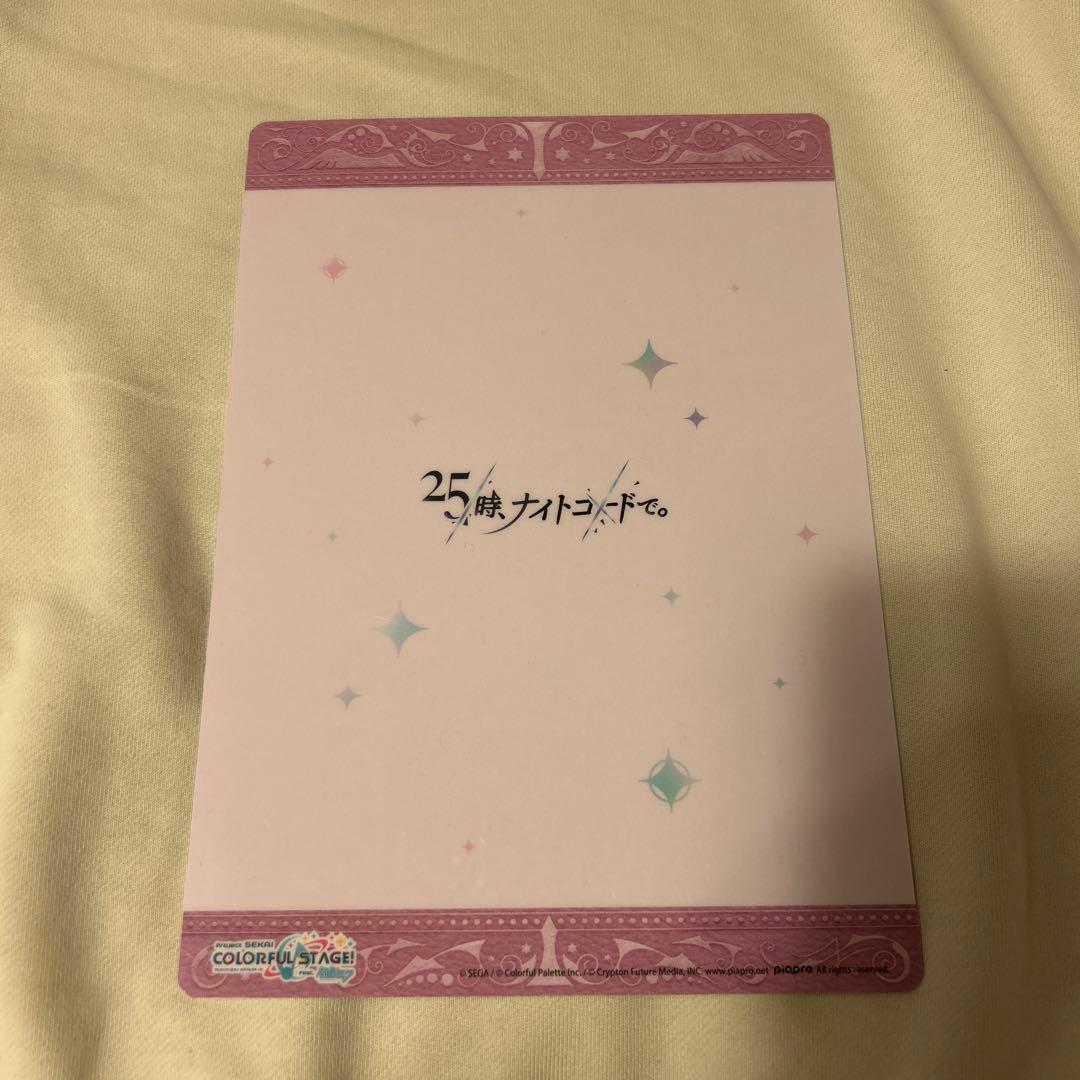 25時、ナイトコードで。
Project SEKAI
COLORFUL STAGE!
feat.
© SEGA / © Colorful Palette Inc. / © Crypton Future Media, INC. www.piapro.net piapro All rights reserved.